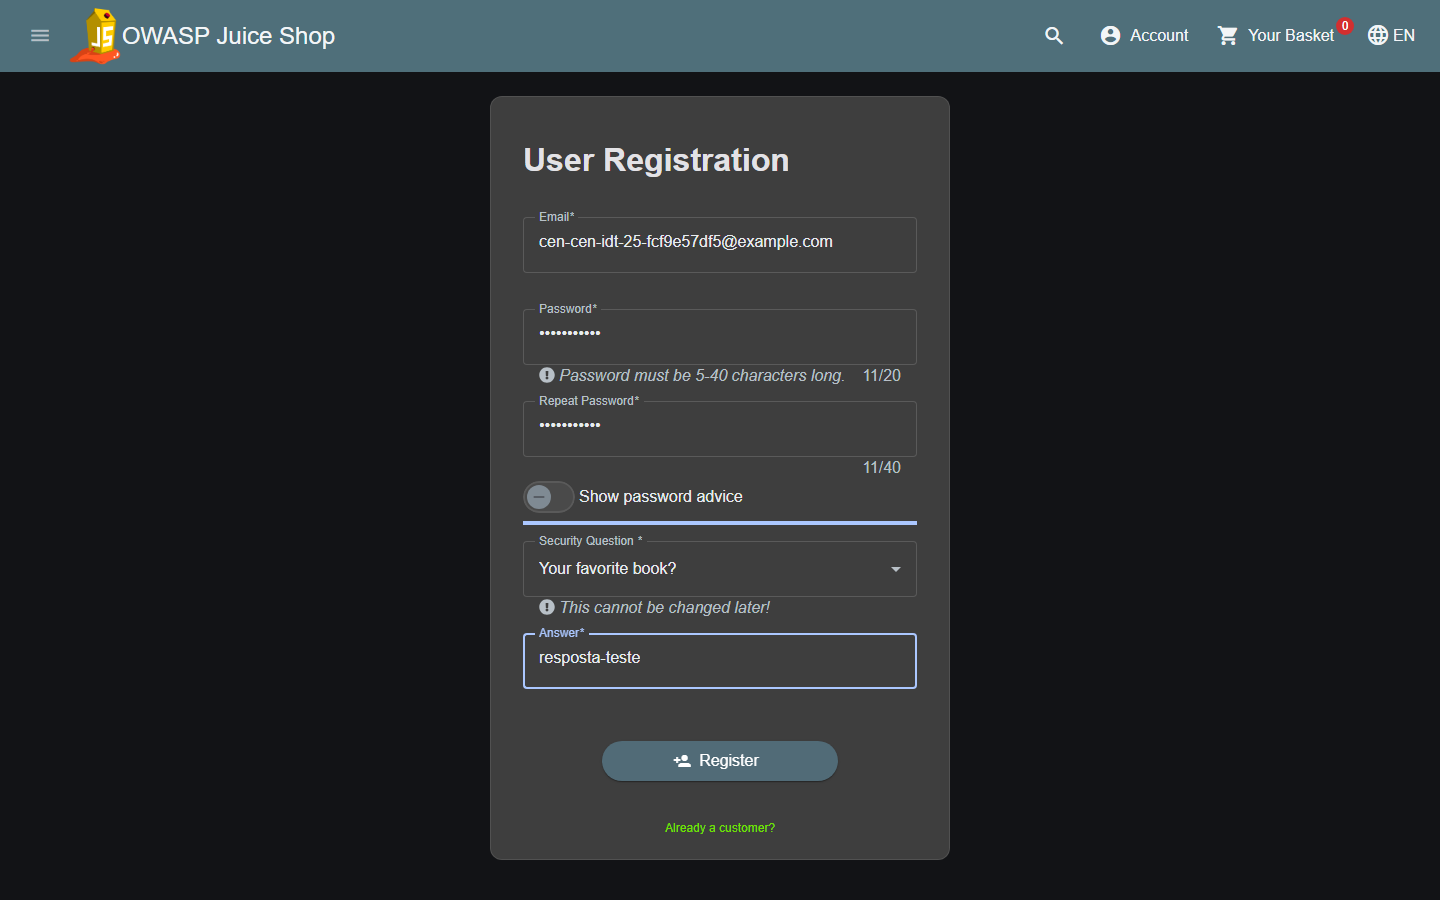 OWASP Juice Shop
Account
Your Basket
0
EN
User Registration
Email*
cen-cen-idt-25-fcf9e57df5@example.com
Password*
•••••••••••
Password must be 5-40 characters long.
11/20
Repeat Password*
•••••••••••
11/40
Show password advice
Security Question *
Your favorite book?
This cannot be changed later!
Answer*
resposta-teste
Register
Already a customer?